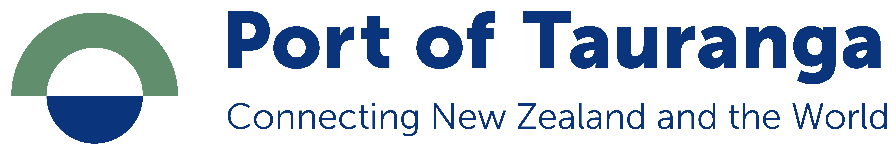 Port of Tauranga
Connecting New Zealand and the World